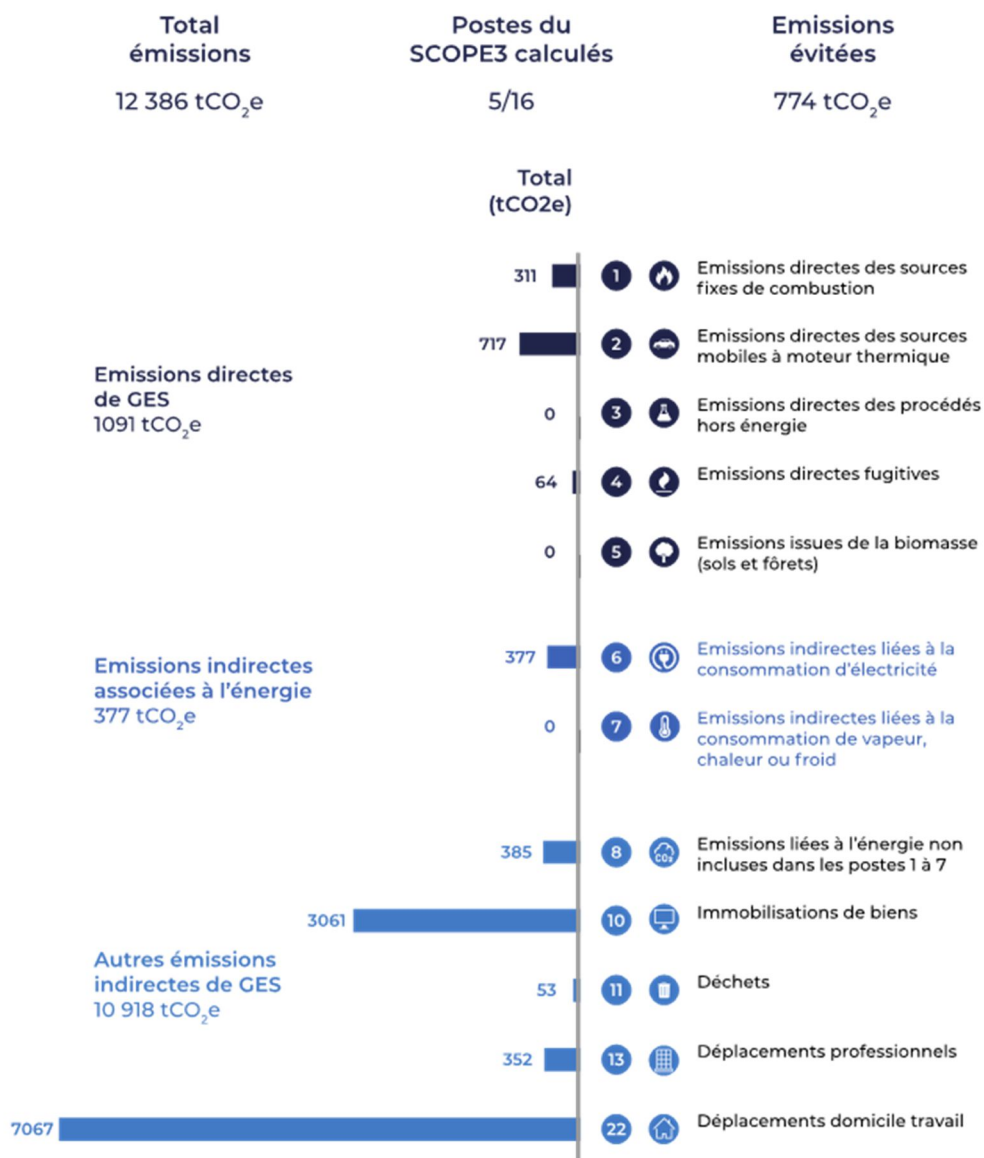 Total
émissions
12 386 tCO2e
Postes du
SCOPE3 calculés
5/16
Emissions
évitées
774 tCO2e
Total
(tCO2e)
Emissions directes
de GES
1091 tCO2e
311 1 Emissions directes des sources
fixes de combustion
717 2 Emissions directes des sources
mobiles à moteur thermique
0 3 Emissions directes des procédés
hors énergie
64 4 Emissions directes fugitives
0 5 Emissions issues de la biomasse
(sols et fôrets)
Emissions indirectes
associées à l'énergie
377 tCO2e
377 6 Emissions indirectes liées à la
consommation d'électricité
0 7 Emissions indirectes liées à la
consommation de vapeur,
chaleur ou froid
Autres émissions
indirectes de GES
10 918 tCO2e
385 8 CO2 Emissions liées à l'énergie non
incluses dans les postes 1 à 7
3061 10 Immobilisations de biens
53 11 Déchets
352 13 Déplacements professionnels
7067 22 Déplacements domicile travail